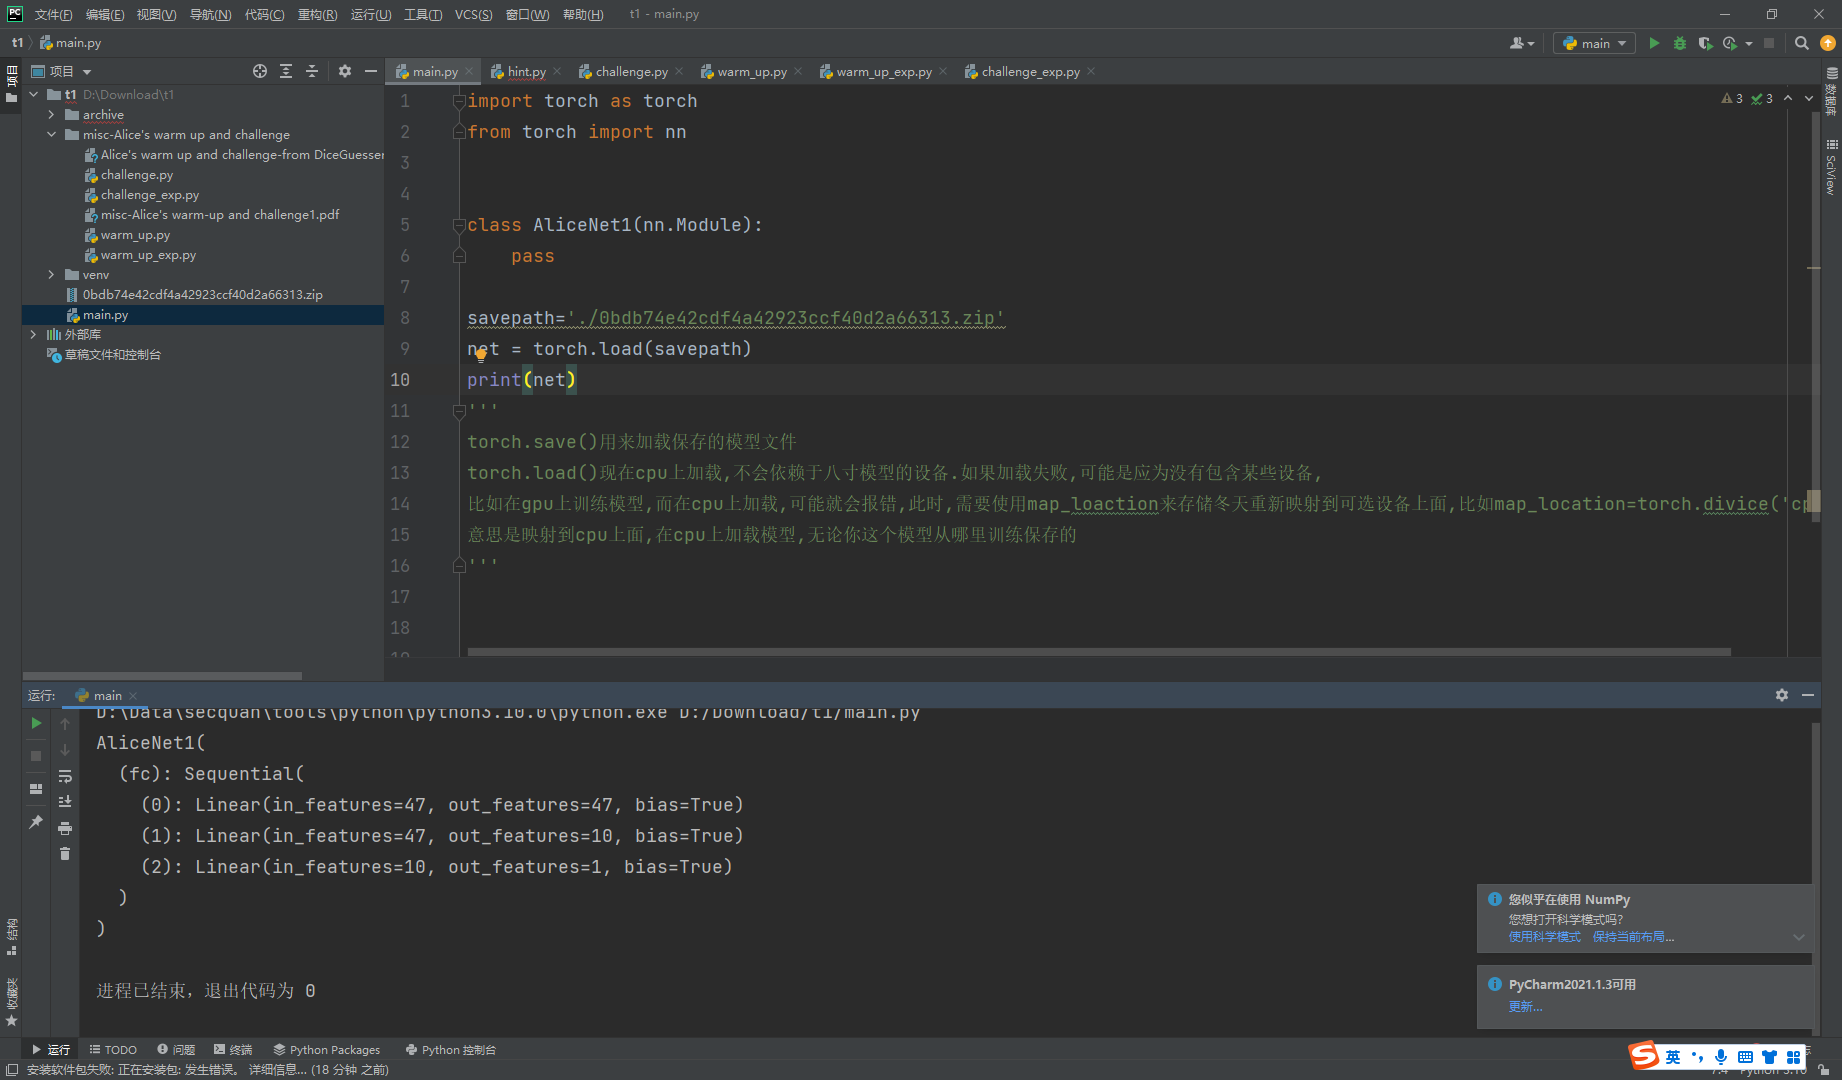 文件(F) 编辑(E) 视图(V) 导航(N) 代码(C) 重构(R) 运行(U) 工具(T) VCS(S) 窗口(W) 帮助(H) t1 - main.py
t1 main.py
main
项目
main.py hint.py challenge.py warm_up.py warm_up_exp.py challenge_exp.py
项目
t1 D:\Download\t1
archive
misc-Alice's warm up and challenge
Alice's warm up and challenge-from DiceGuesser
challenge.py
challenge_exp.py
misc-Alice's warm-up and challenge1.pdf
warm_up.py
warm_up_exp.py
venv
0bdb74e42cdf4a42923ccf40d2a66313.zip
main.py
外部库
草稿文件和控制台
3 3
1 import torch as torch
2 from torch import nn
3
4
5 class AliceNet1(nn.Module):
6 pass
7
8 savepath='./0bdb74e42cdf4a42923ccf40d2a66313.zip'
9 net = torch.load(savepath)
10 print(net)
11 '''
12 torch.save()用来加载保存的模型文件
13 torch.load()现在cpu上加载,不会依赖于八寸模型的设备.如果加载失败,可能是应为没有包含某些设备,
14 比如在gpu上训练模型,而在cpu上加载,可能就会报错,此时,需要使用map_loaction来存储冬天重新映射到可选设备上面,比如map_location=torch.divice('cp
15 意思是映射到cpu上面,在cpu上加载模型,无论你这个模型从哪里训练保存的
16 '''
17
18
数据库
SciView
运行: main
D:\Data\secquan\tools\python\python3.10.0\python.exe D:/Download/t1/main.py
AliceNet1(
(fc): Sequential(
(0): Linear(in_features=47, out_features=47, bias=True)
(1): Linear(in_features=47, out_features=10, bias=True)
(2): Linear(in_features=10, out_features=1, bias=True)
)
)
进程已结束，退出代码为 0
结构
收藏夹
您似乎在使用 NumPy
您想打开科学模式吗?
使用科学模式 保持当前布局...
PyCharm2021.1.3可用
更新...
运行 TODO 问题 终端 Python Packages Python 控制台
安装软件包失败: 正在安装包: 发生错误。 详细信息... (18 分钟 之前)
英
Python 3.10